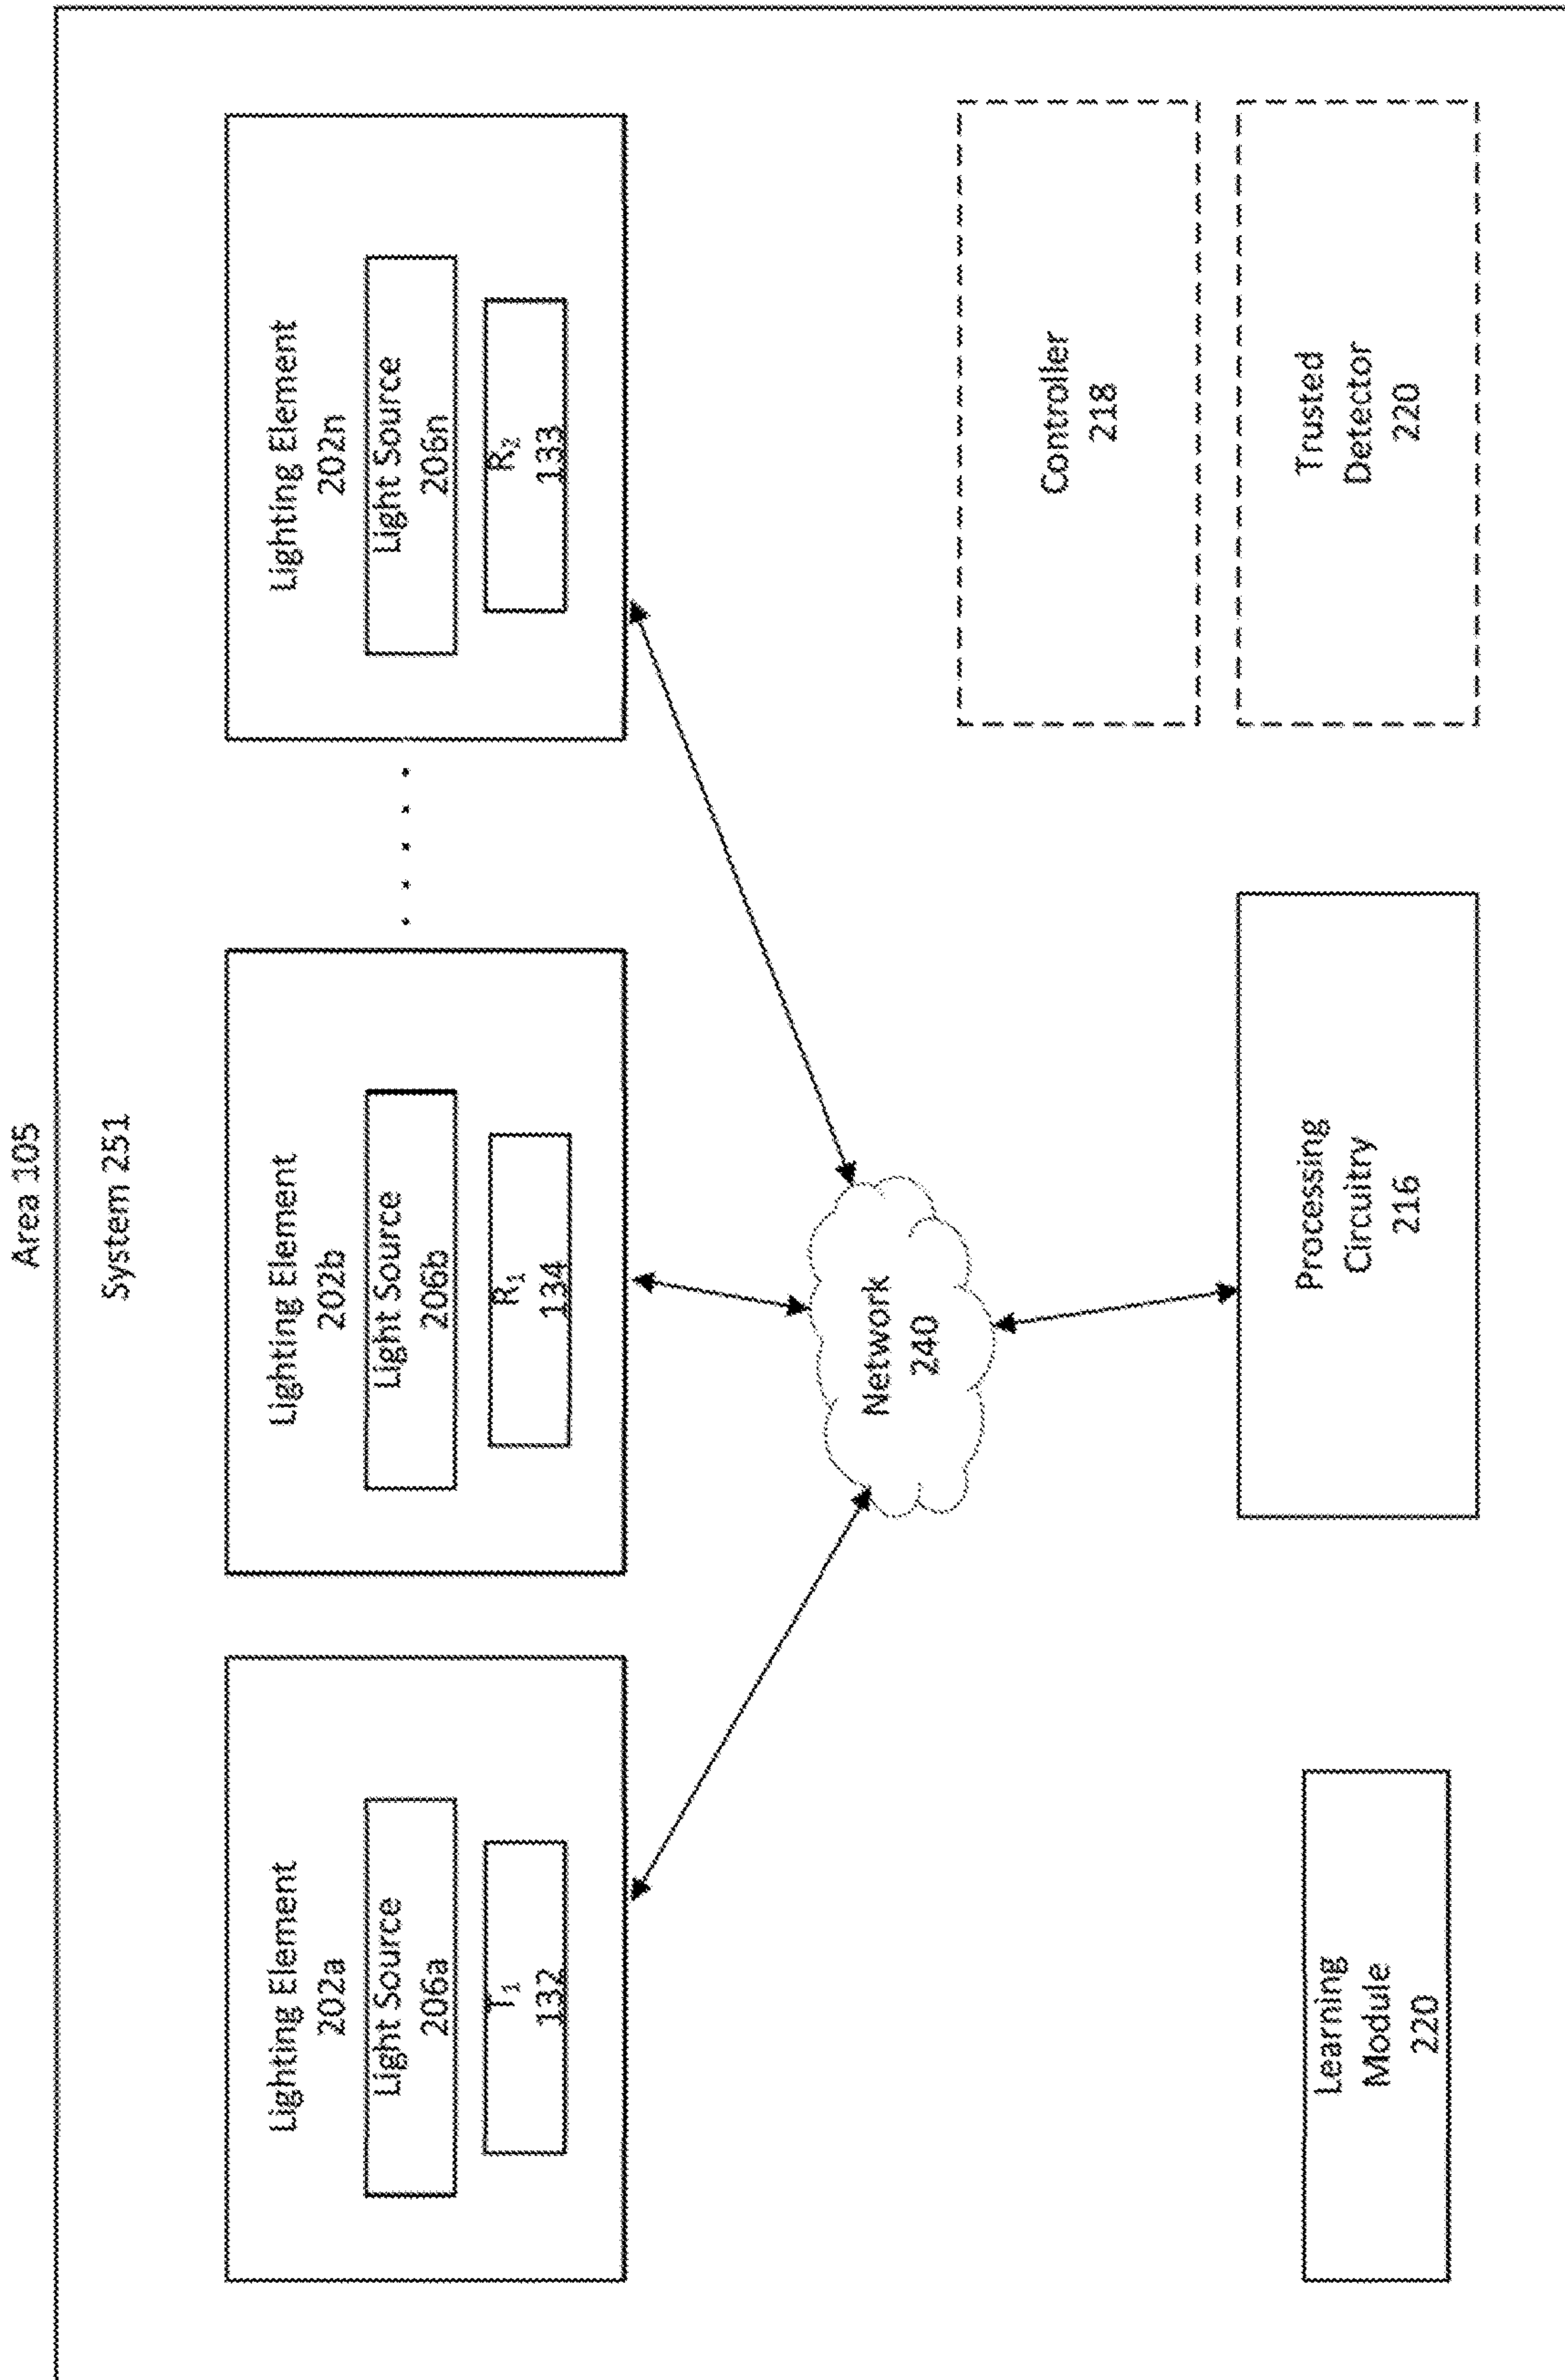 Area 105
System 251
Lighting Element
202a
Light Source
206a
T₁
132
Lighting Element
202b
Light Source
206b
R₁
134
Lighting Element
202n
Light Source
206n
R₂
133
Network
240
Controller
218
Learning
Module
220
Processing
Circuitry
216
Trusted
Detector
220